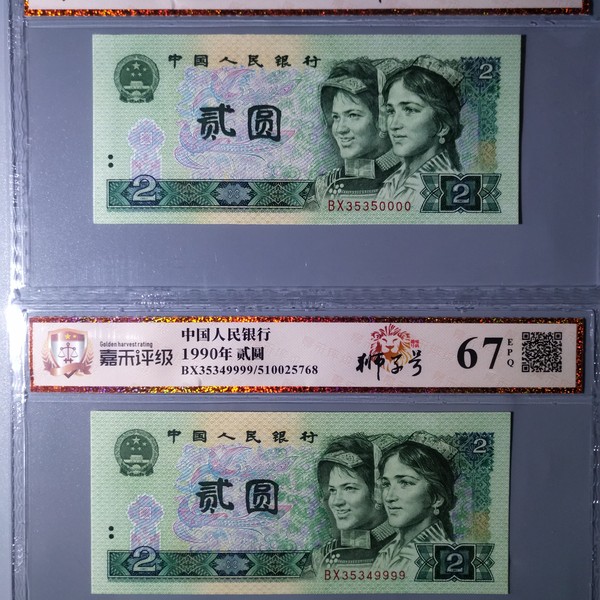 中国人民银行
2
贰圆
2
2
BX35350000
Golden harvest rating
嘉禾评级
中国人民银行
1990年 贰圆
BX35349999/510025768
狮子号
67
EPQ
中国人民银行
2
贰圆
2
2
BX35349999